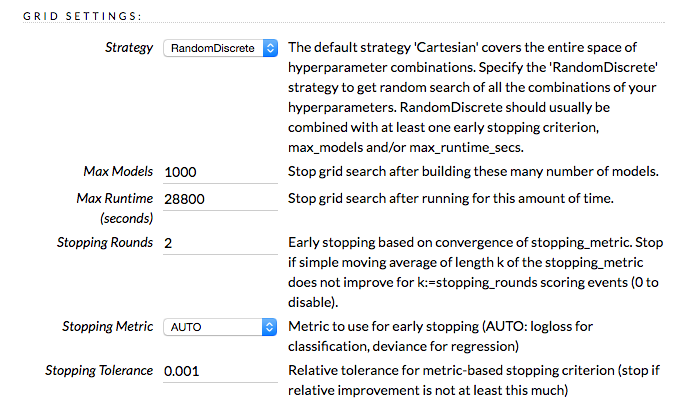 GRID SETTINGS:
Strategy RandomDiscrete The default strategy 'Cartesian' covers the entire space of
hyperparameter combinations. Specify the 'RandomDiscrete'
strategy to get random search of all the combinations of your
hyperparameters. RandomDiscrete should usually be
combined with at least one early stopping criterion,
max_models and/or max_runtime_secs.
Max Models 1000 Stop grid search after building these many number of models.
Max Runtime 28800 Stop grid search after running for this amount of time.
(seconds)
Stopping Rounds 2 Early stopping based on convergence of stopping_metric. Stop
if simple moving average of length k of the stopping_metric
does not improve for k:=stopping_rounds scoring events (0 to
disable).
Stopping Metric AUTO Metric to use for early stopping (AUTO: logloss for
classification, deviance for regression)
Stopping Tolerance 0.001 Relative tolerance for metric-based stopping criterion (stop if
relative improvement is not at least this much)